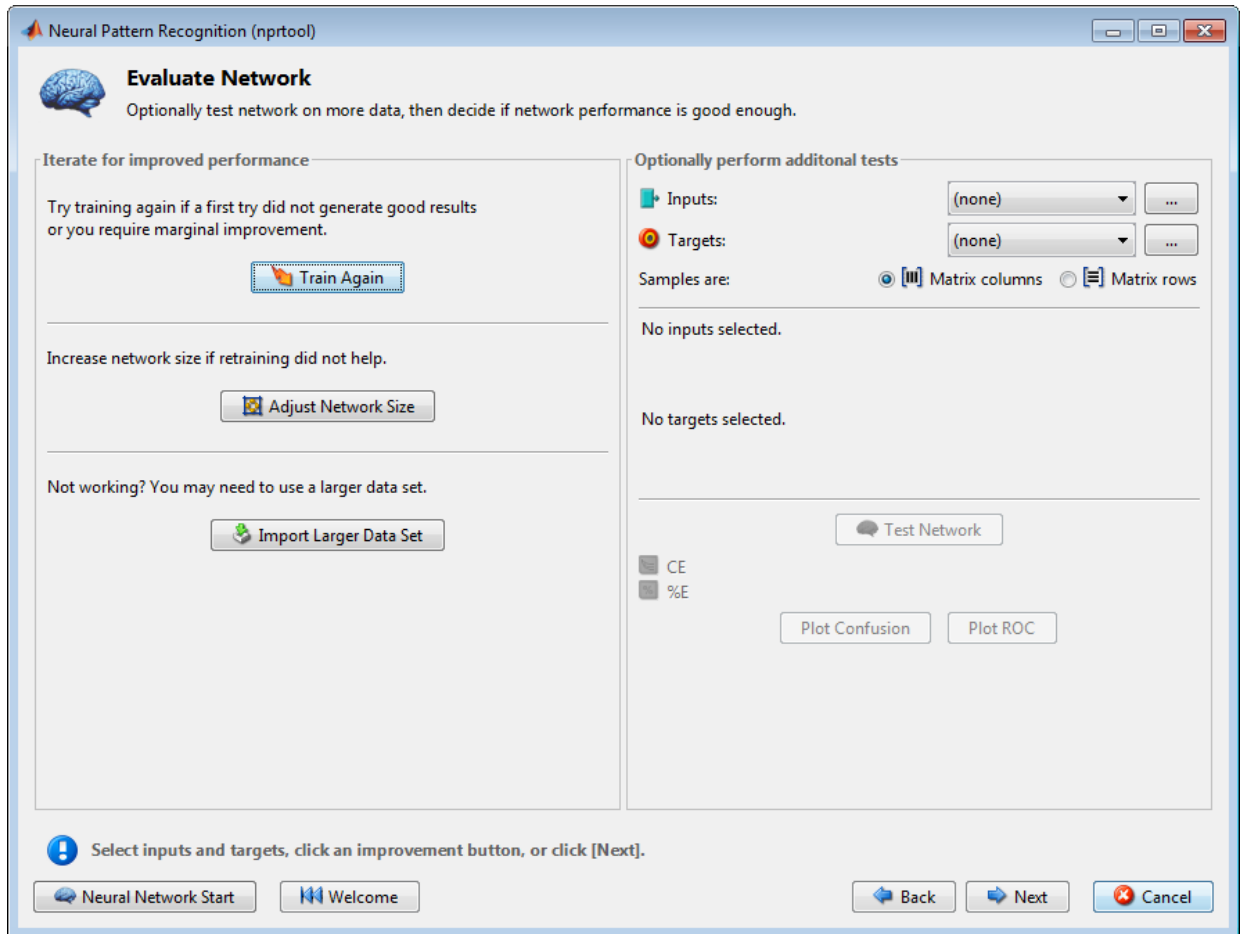 Neural Pattern Recognition (nprtool)
Evaluate Network
Optionally test network on more data, then decide if network performance is good enough.
Iterate for improved performance
Try training again if a first try did not generate good results
or you require marginal improvement.
Train Again
Increase network size if retraining did not help.
Adjust Network Size
Not working? You may need to use a larger data set.
Import Larger Data Set
Optionally perform additonal tests
Inputs: (none) ...
Targets: (none) ...
Samples are: Matrix columns Matrix rows
No inputs selected.
No targets selected.
Test Network
CE
%E
Plot Confusion Plot ROC
Select inputs and targets, click an improvement button, or click [Next].
Neural Network Start Welcome Back Next Cancel